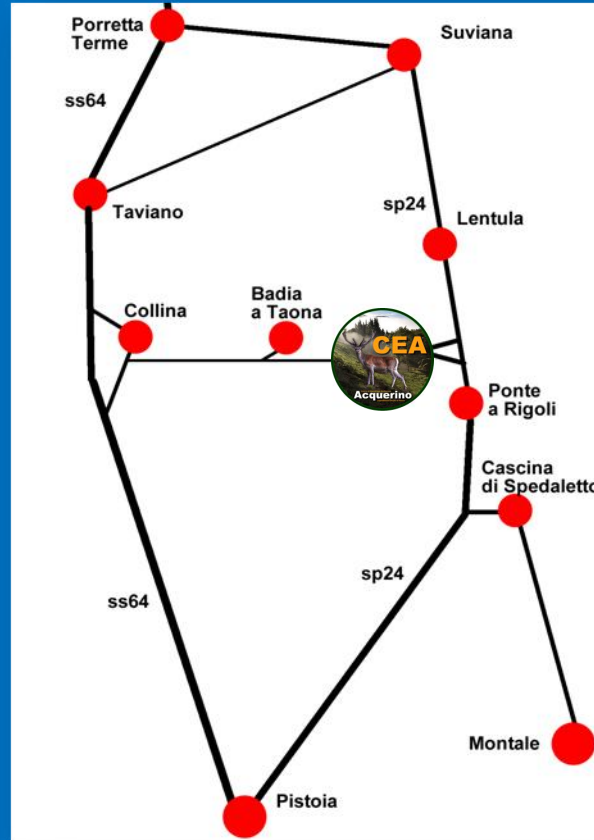 Porretta
Terme
Suviana
ss64
Taviano
sp24
Lentula
Collina
Badia
a Taona
CEA
Acquerino
Ponte
a Rigoli
Cascina
di Spedaletto
sp24
ss64
Montale
Pistoia